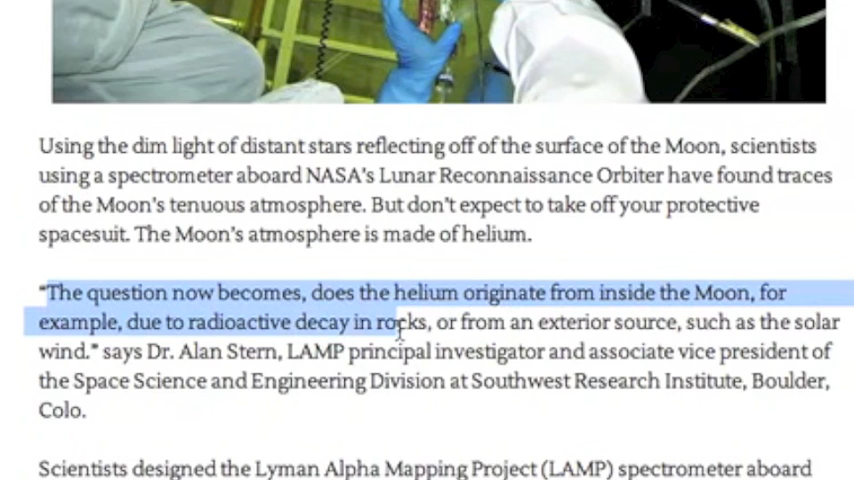 Using the dim light of distant stars reflecting off of the surface of the Moon, scientists
using a spectrometer aboard NASA's Lunar Reconnaissance Orbiter have found traces
of the Moon's tenuous atmosphere. But don't expect to take off your protective
spacesuit. The Moon's atmosphere is made of helium.
"The question now becomes, does the helium originate from inside the Moon, for
example, due to radioactive decay in rocks, or from an exterior source, such as the solar
wind." says Dr. Alan Stern, LAMP principal investigator and associate vice president of
the Space Science and Engineering Division at Southwest Research Institute, Boulder,
Colo.
Scientists designed the Lyman Alpha Mapping Project (LAMP) spectrometer aboard